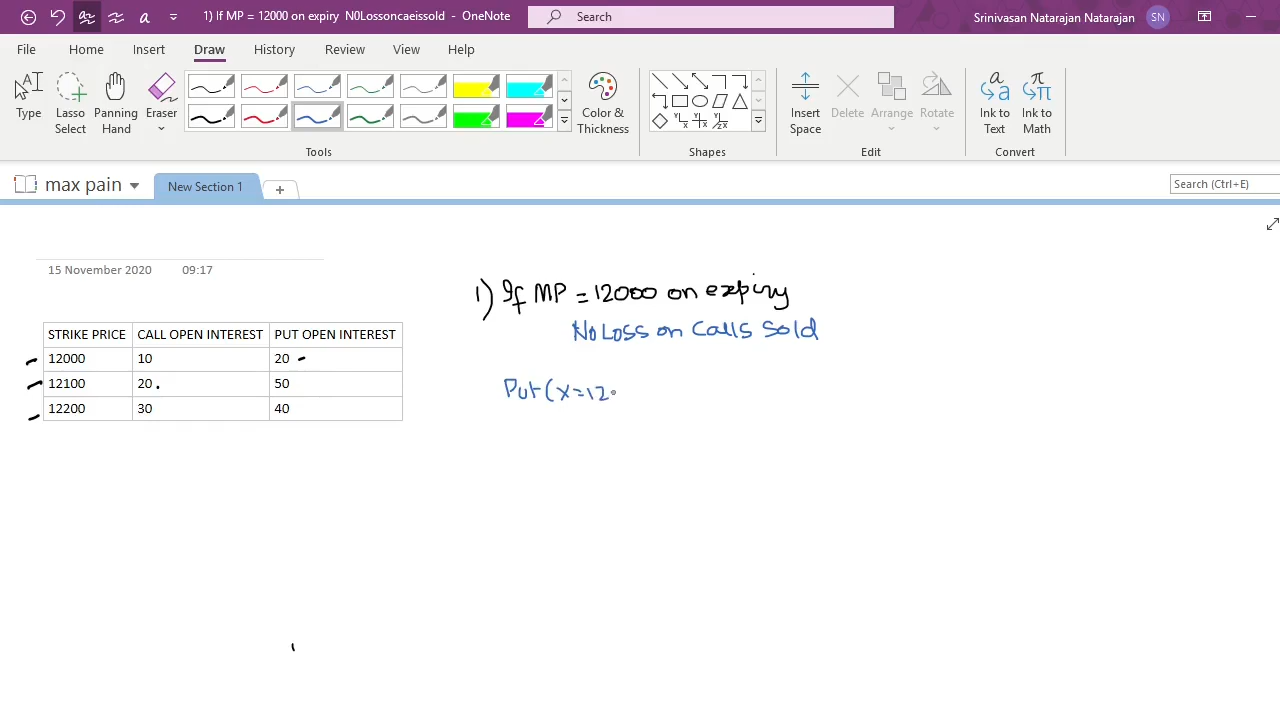 1) If MP = 12000 on expiry N0Lossoncaeissold - OneNote
Search
Srinivasan Natarajan Natarajan
SN
File Home Insert Draw History Review View Help
Type
Lasso Select
Panning Hand
Eraser
Color & Thickness
Insert Space
Delete
Arrange
Rotate
Ink to Text
Ink to Math
Tools
Shapes
Edit
Convert
max pain
New Section 1
Search (Ctrl+E)
15 November 2020 09:17
1) If MP = 12000 on expiry
No Loss on Calls Sold
STRIKE PRICE CALL OPEN INTEREST PUT OPEN INTEREST
12000 10 20
12100 20 50
12200 30 40
Put (x=12